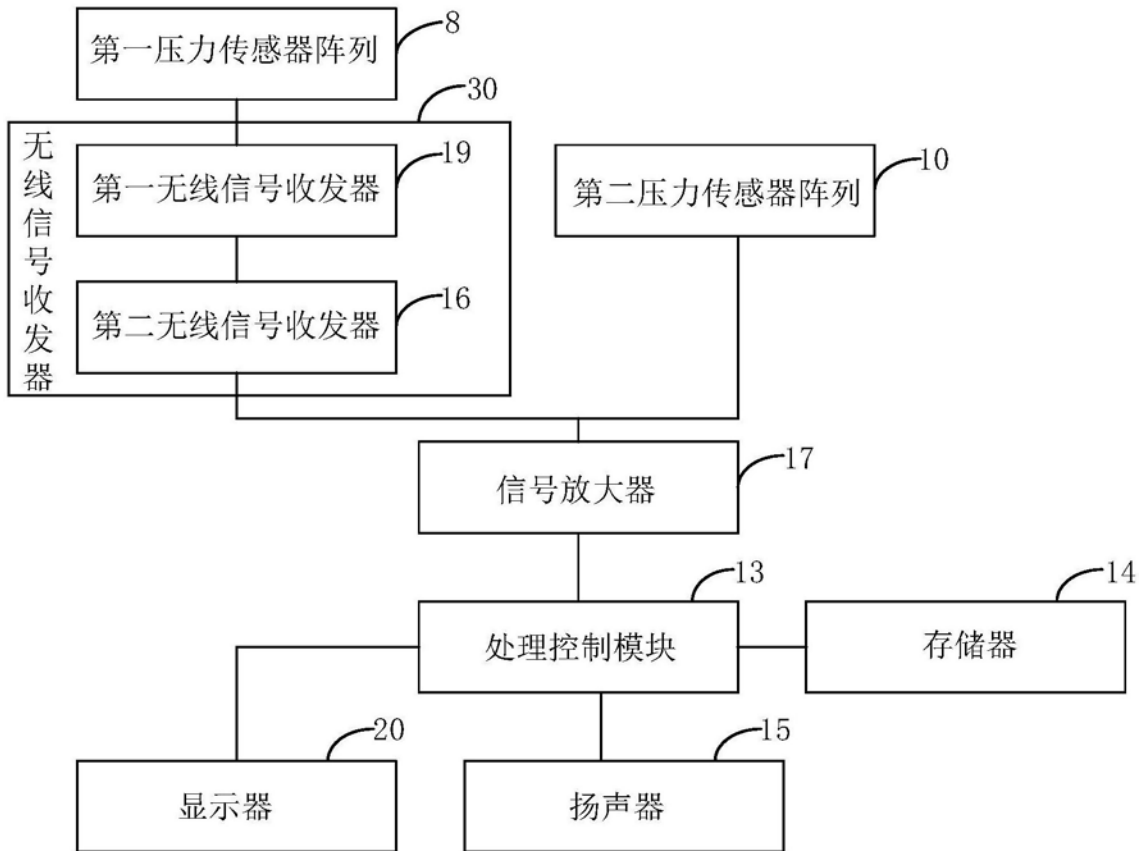 8
第一压力传感器阵列
30
无线信号收发器
19
第一无线信号收发器
10
第二压力传感器阵列
16
第二无线信号收发器
17
信号放大器
13
处理控制模块
14
存储器
20
显示器
15
扬声器